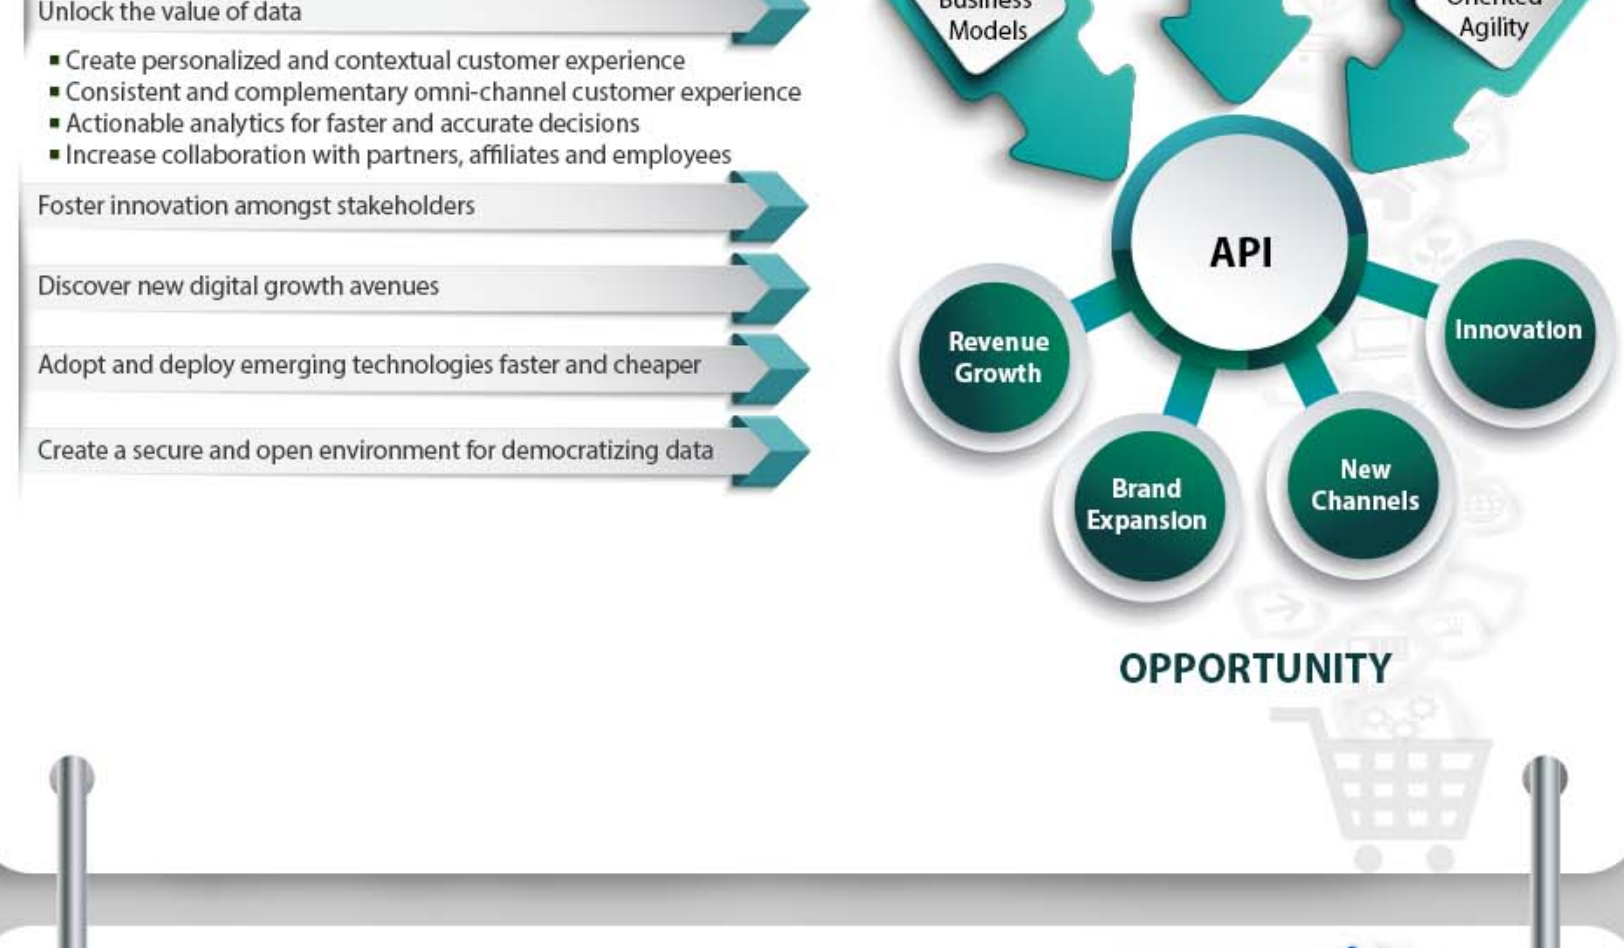 Unlock the value of data
▪ Create personalized and contextual customer experience
▪ Consistent and complementary omni-channel customer experience
▪ Actionable analytics for faster and accurate decisions
▪ Increase collaboration with partners, affiliates and employees
Foster innovation amongst stakeholders
Discover new digital growth avenues
Adopt and deploy emerging technologies faster and cheaper
Create a secure and open environment for democratizing data
Business
Models
Oriented
Agility
API
Revenue
Growth
Brand
Expansion
New
Channels
Innovation
OPPORTUNITY